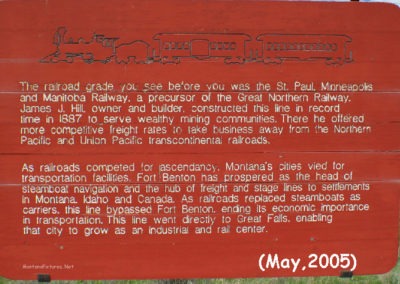 The railroad grade you see before you was the St. Paul, Minneapolis
and Manitoba Railway, a precursor of the Great Northern Railway.
James J. Hill, owner and builder, constructed this line in record
time in 1887 to serve wealthy mining communities. There he offered
more competitive freight rates to take business away from the Northern
Pacific and Union Pacific transcontinental railroads.
As railroads competed for ascendancy, Montana's cities vied for
transportation facilities. Fort Benton has prospered as the head of
steamboat navigation and the hub of freight and stage lines to settlements
in Montana, Idaho and Canada. As railroads replaced steamboats as
carriers, this line bypassed Fort Benton, ending its economic importance
in transportation. This line went directly to Great Falls, enabling
that city to grow as an industrial and rail center.
MontanaPictures.Net
(May,2005)